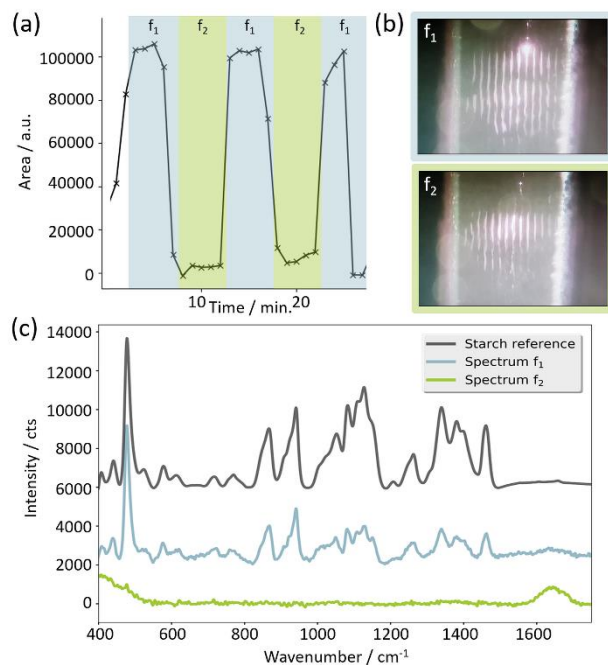 (a)
f1
f2
f1
f2
f1
100000
80000
60000
40000
20000
0
Area / a.u.
10
20
Time / min.
(b)
f1
f2
(c)
14000
12000
10000
8000
6000
4000
2000
0
Intensity / cts
Starch reference
Spectrum f1
Spectrum f2
400
600
800
1000
1200
1400
1600
Wavenumber / cm-1